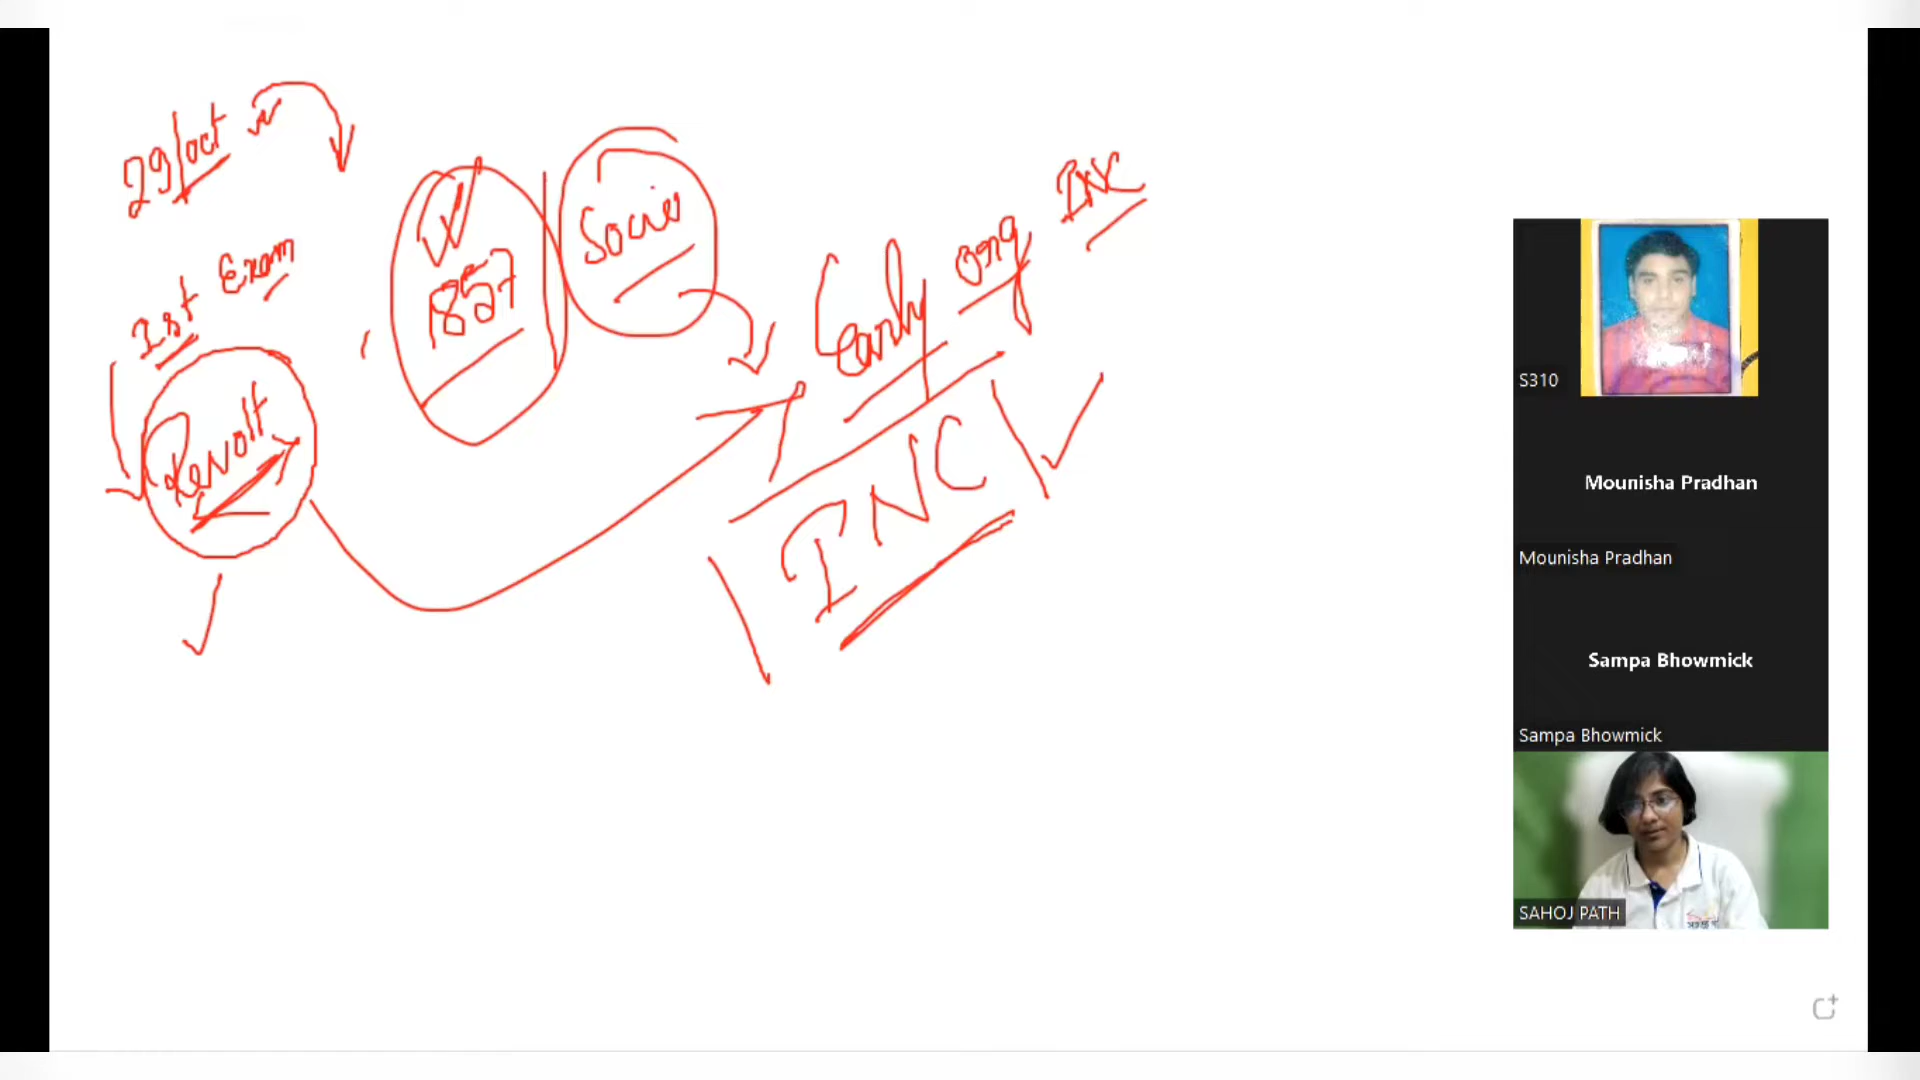 29/oct
1st Exam
Revolt
1857
Socio
Early org
INC
INC
S310
Mounisha Pradhan
Mounisha Pradhan
Sampa Bhowmick
Sampa Bhowmick
SAHOJ PATH